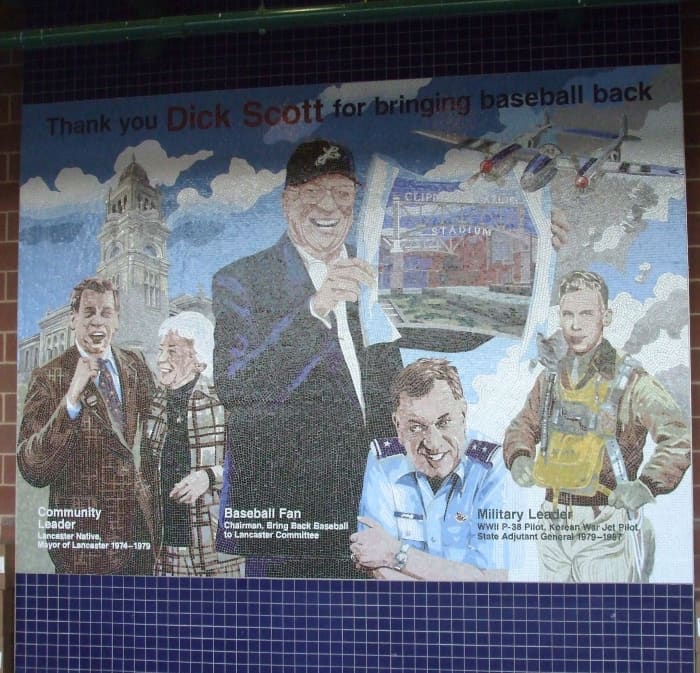 Thank you Dick Scott for bringing baseball back
STADIUM
Community
Leader
Lancaster Native,
Mayor of Lancaster 1974–1979
Baseball Fan
Chairman, Bring Back Baseball
to Lancaster Committee
Military Leader
WWII P-38 Pilot, Korean War Jet Pilot,
State Adjutant General 1979–1987